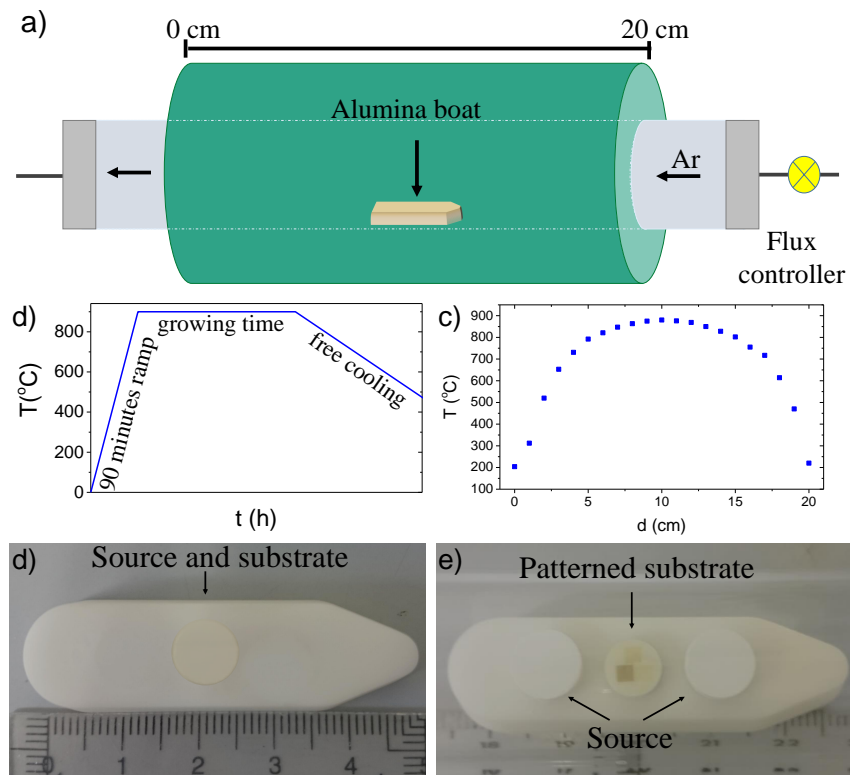 a)
0 cm
20 cm
Alumina boat
Ar
Flux
controller
d)
800
600
400
200
0
T(°C)
90 minutes ramp
growing time
free cooling
t (h)
c)
900
800
700
600
500
400
300
200
100
T (°C)
0 5 10 15 20
d (cm)
d)
Source and substrate
0 1 2 3 4
e)
Patterned substrate
Source